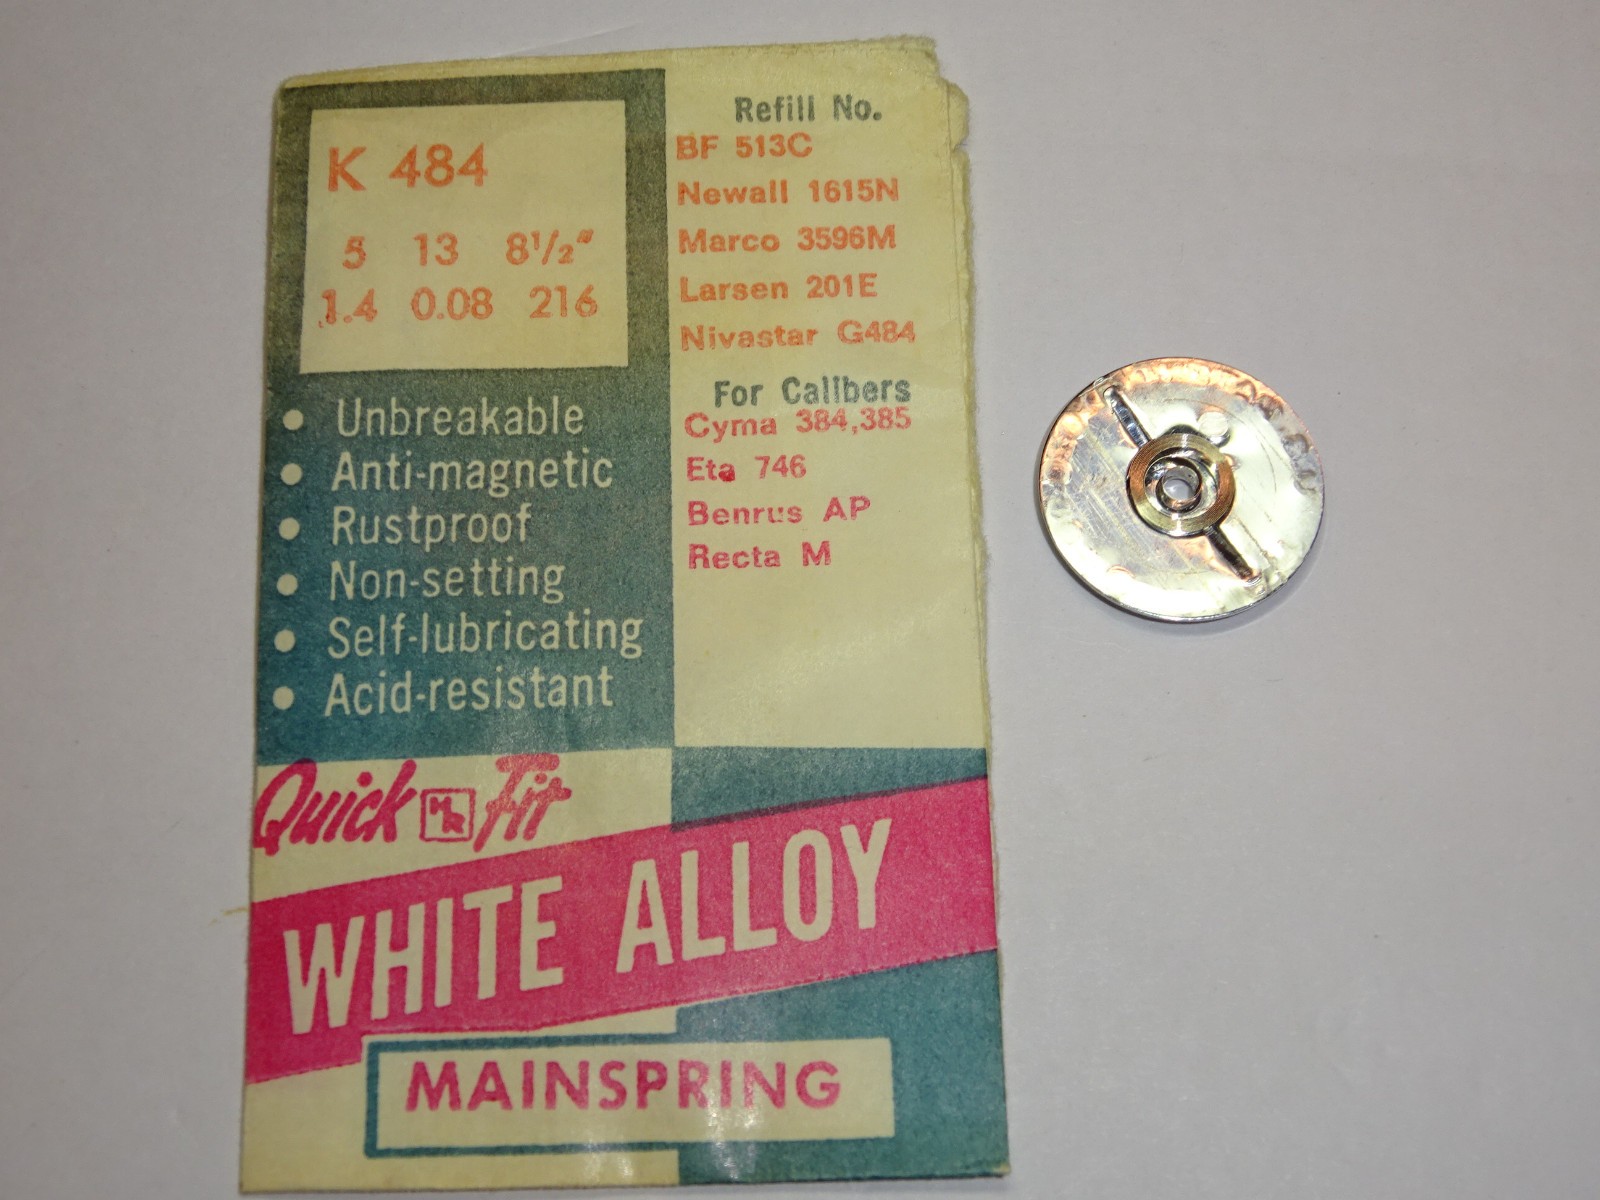 K 484
5 13 8½"
1.4 0.08 216
• Unbreakable
• Anti-magnetic
• Rustproof
• Non-setting
• Self-lubricating
• Acid-resistant
Refill No.
BF 513C
Newall 1615N
Marco 3596M
Larsen 201E
Nivastar G484
For Calibers
Cyma 384,385
Eta 746
Benrus AP
Recta M
Quick HR Fit
WHITE ALLOY
MAINSPRING